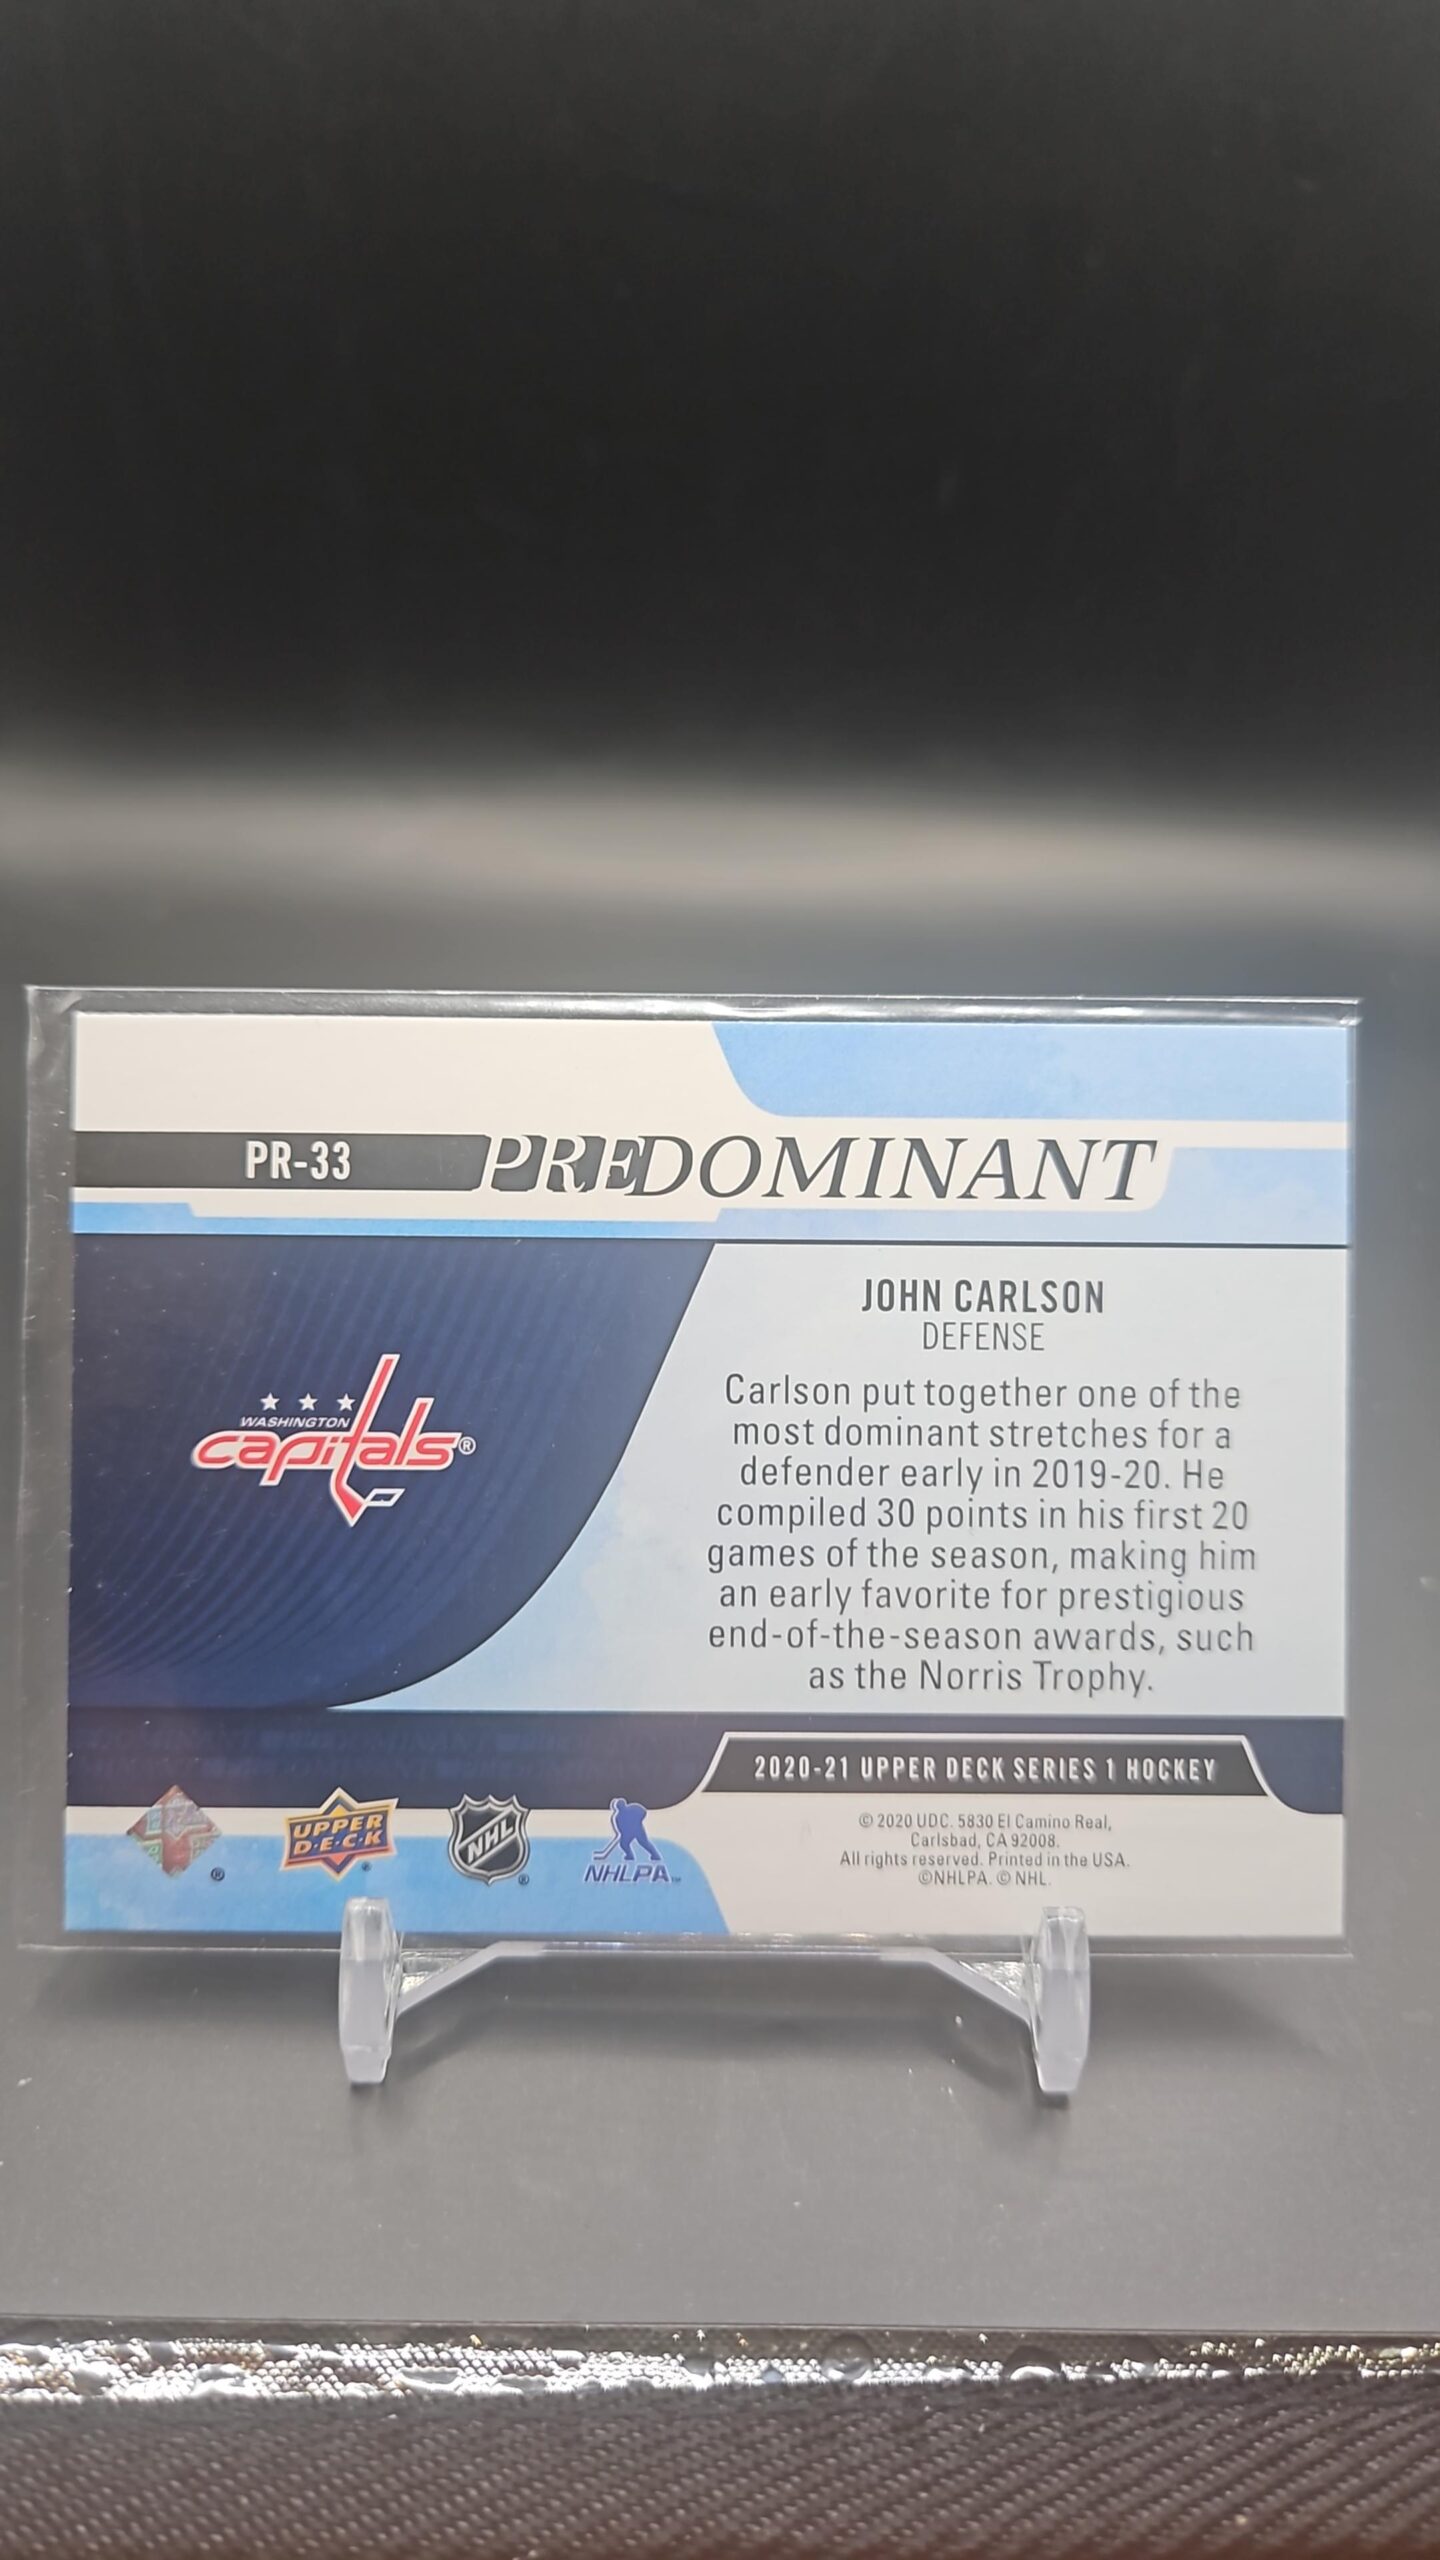 PR-33
PREDOMINANT
JOHN CARLSON
DEFENSE
Carlson put together one of the
most dominant stretches for a
defender early in 2019-20. He
compiled 30 points in his first 20
games of the season, making him
an early favorite for prestigious
end-of-the-season awards, such
as the Norris Trophy.
WASHINGTON
capitals®
2020-21 UPPER DECK SERIES 1 HOCKEY
©2020 UDC. 5830 El Camino Real,
Carlsbad, CA 92008.
All rights reserved. Printed in the USA.
©NHLPA. © NHL.
®
UPPER
D·E·C·K
®
NHL
®
NHLPA™